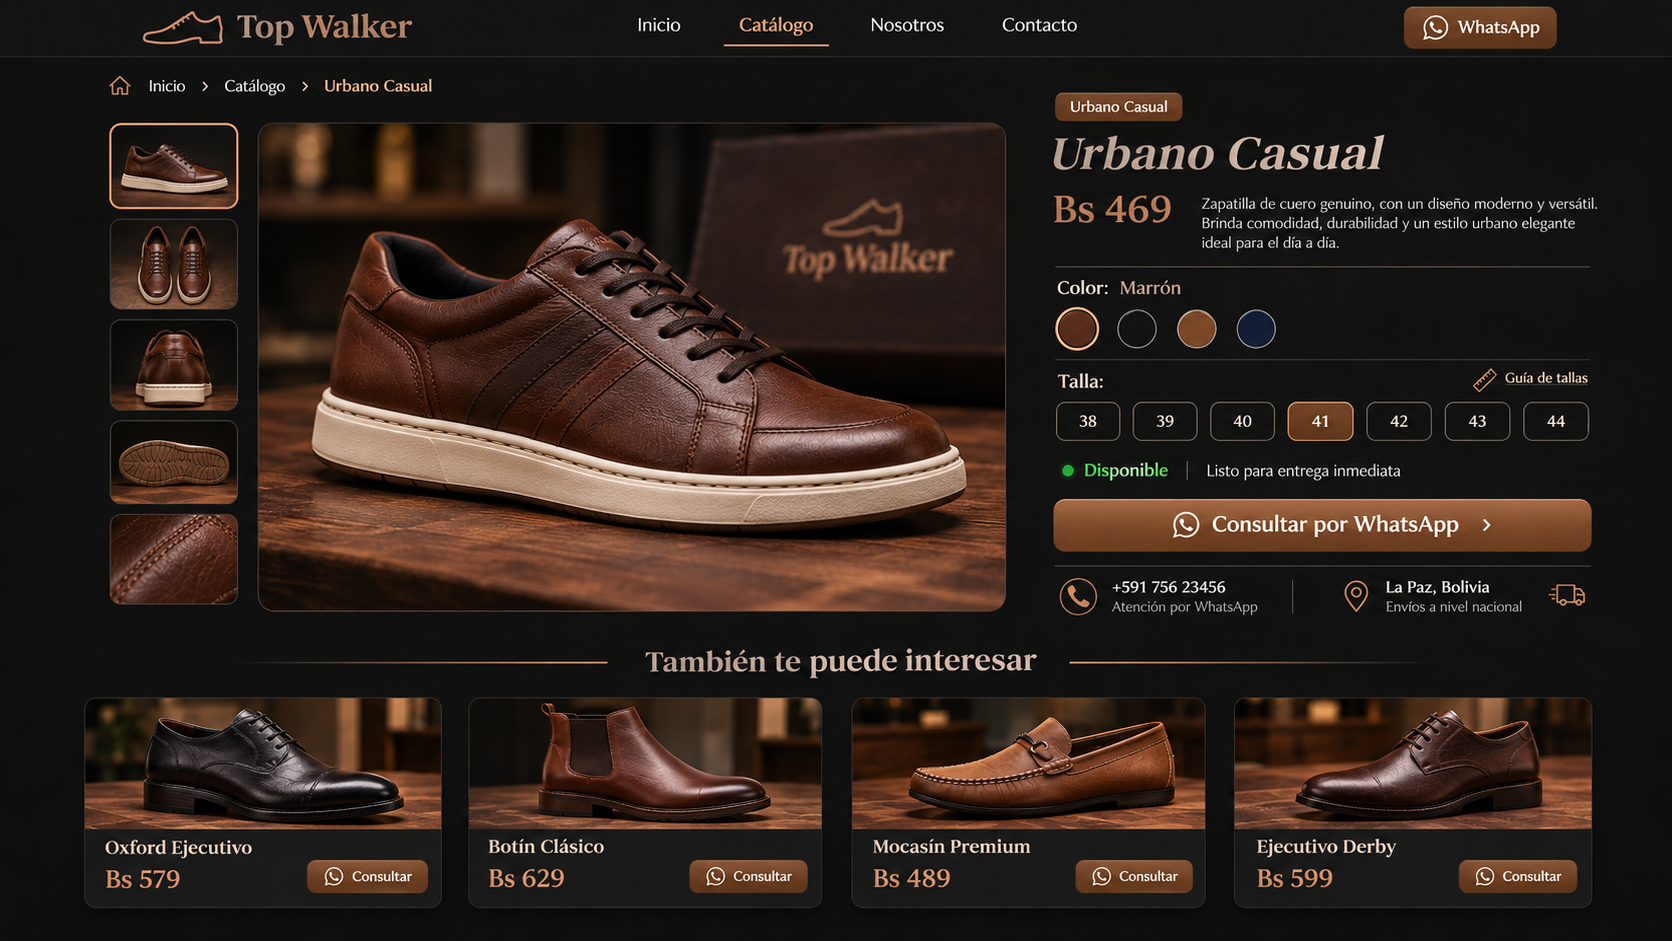 Top Walker
Inicio
Catálogo
Nosotros
Contacto
WhatsApp
Inicio > Catálogo > Urbano Casual
Top Walker
Urbano Casual
Urbano Casual
Bs 469
Zapatilla de cuero genuino, con un diseño moderno y versátil.
Brinda comodidad, durabilidad y un estilo urbano elegante
ideal para el día a día.
Color: Marrón
Talla:
Guía de tallas
38
39
40
41
42
43
44
Disponible
Listo para entrega inmediata
Consultar por WhatsApp >
+591 756 23456
Atención por WhatsApp
La Paz, Bolivia
Envíos a nivel nacional
También te puede interesar
Oxford Ejecutivo
Bs 579
Consultar
Botín Clásico
Bs 629
Consultar
Mocasín Premium
Bs 489
Consultar
Ejecutivo Derby
Bs 599
Consultar